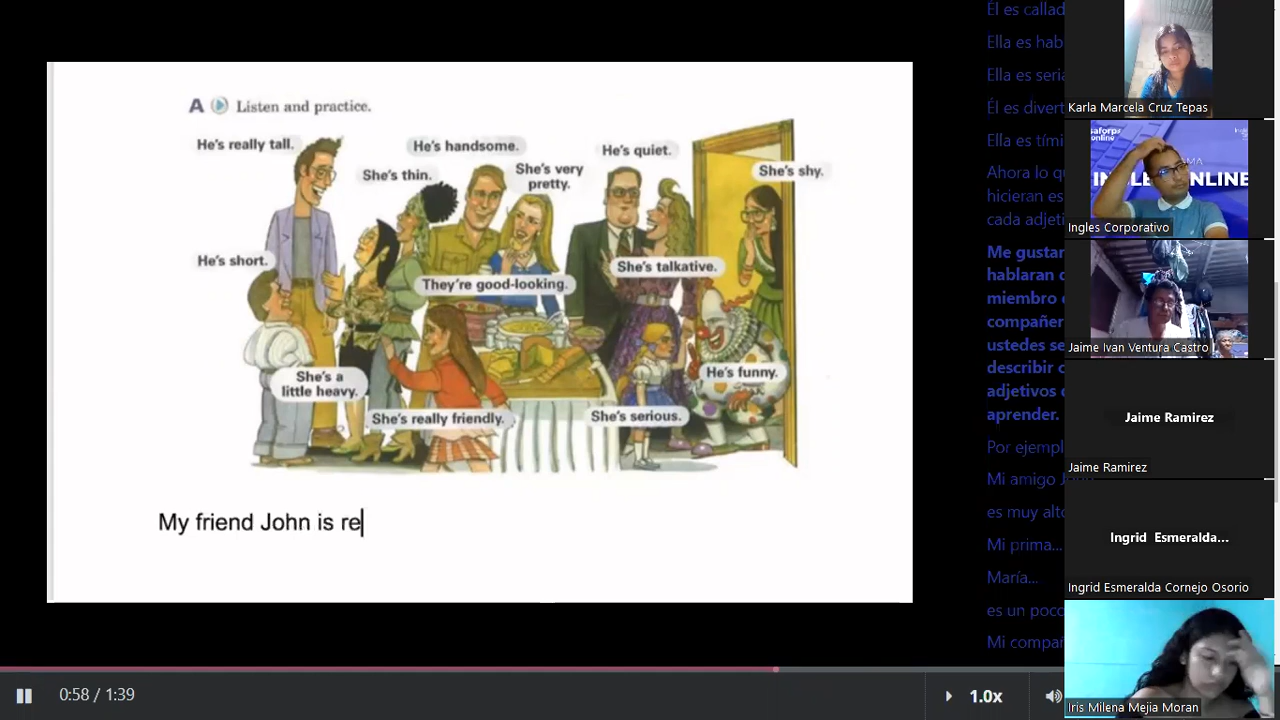 A Listen and practice.
He's really tall.
He's handsome.
He's quiet.
She's thin.
She's very
pretty.
She's shy.
He's short.
They're good-looking.
She's talkative.
She's a
little heavy.
He's funny.
She's really friendly.
She's serious.
My friend John is re
Él es callad
Ella es hab
Ella es seria
Él es divert
Ella es tími
Ahora lo qu
hicieran es
cada adjeti
Me gustar
hablaran d
miembro
compañer
ustedes se
describir c
adjetivos
aprender.
Por ejempl
Mi amigo J
es muy alto
Mi prima...
María...
es un poco
Mi compañ
Karla Marcela Cruz Tepas
saforp
online
INGLE ONLINE
Ingles Corporativo
Jaime Ivan Ventura Castro
Jaime Ramirez
Jaime Ramirez
Ingrid Esmeralda...
Ingrid Esmeralda Cornejo Osorio
Iris Milena Mejia Moran
0:58 / 1:39
1.0x